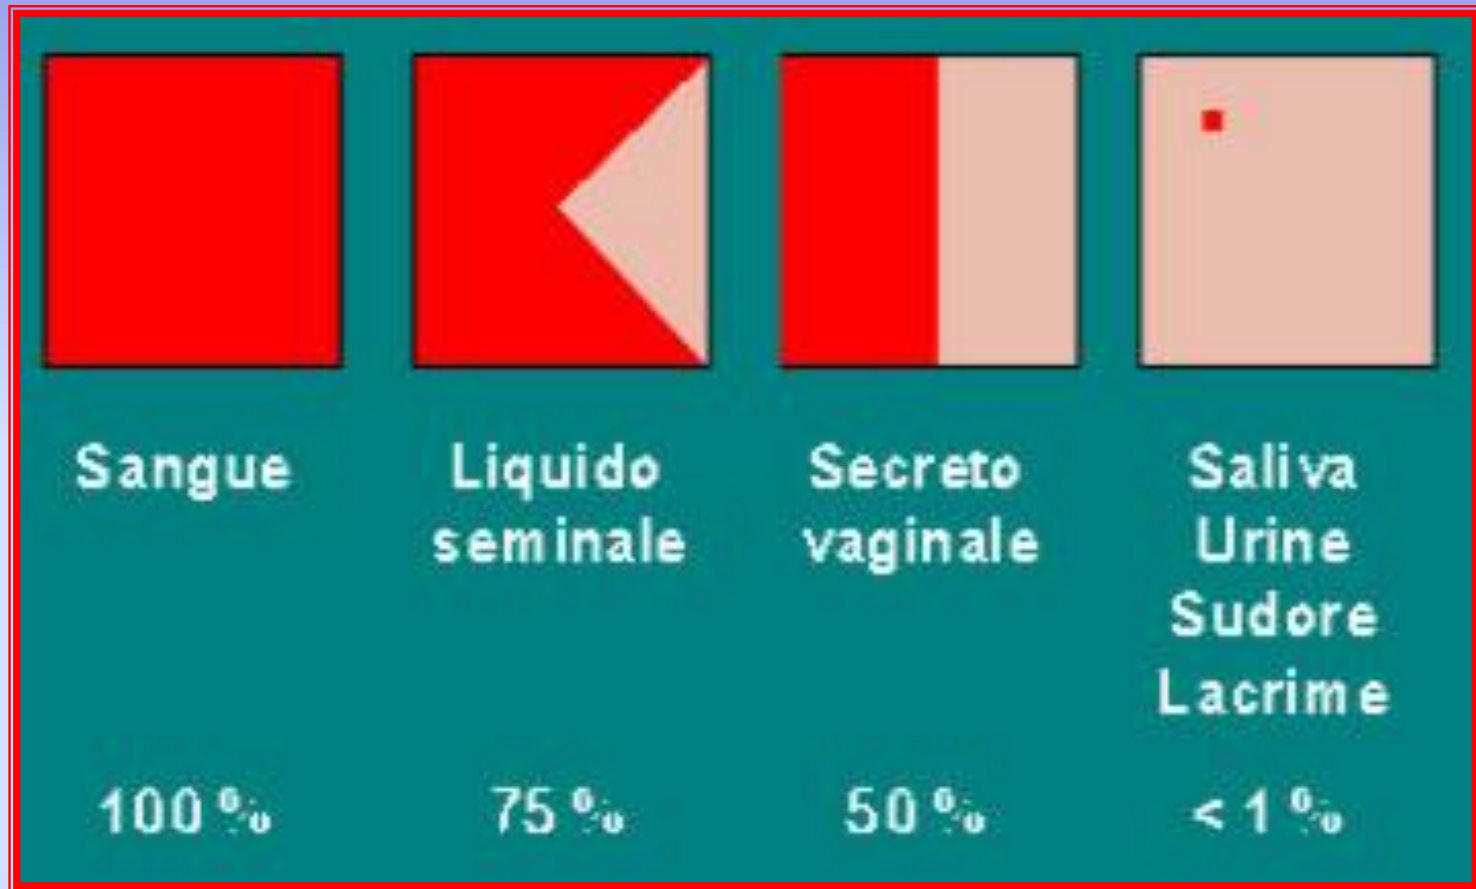 Sangue
Liquido
seminale
Secreto
vaginale
Saliva
Urine
Sudore
Lacrime
100 %
75 %
50 %
< 1 %